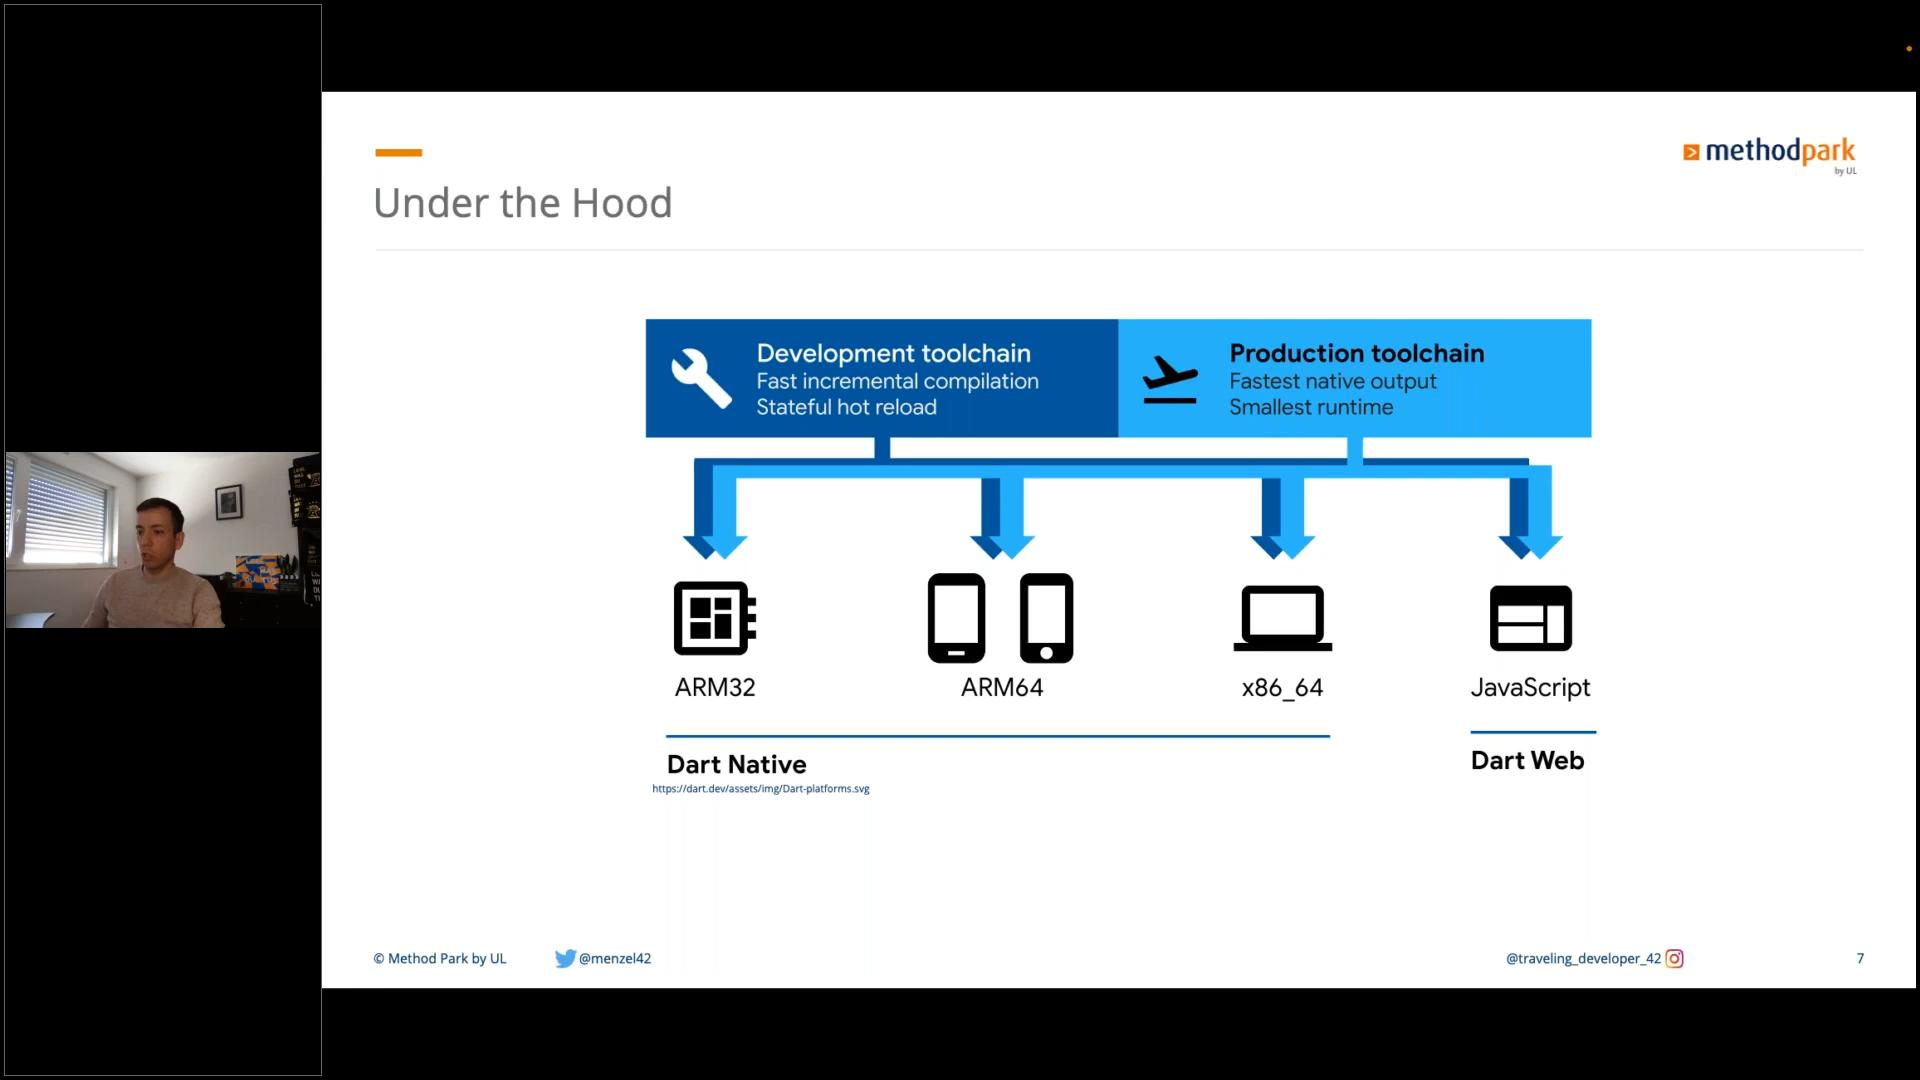 methodpark
by UL
Under the Hood
Development toolchain
Fast incremental compilation
Stateful hot reload
Production toolchain
Fastest native output
Smallest runtime
ARM32
ARM64
x86_64
JavaScript
Dart Native
Dart Web
https://dart.dev/assets/img/Dart-platforms.svg
© Method Park by UL
@menzel42
@traveling_developer_42
7